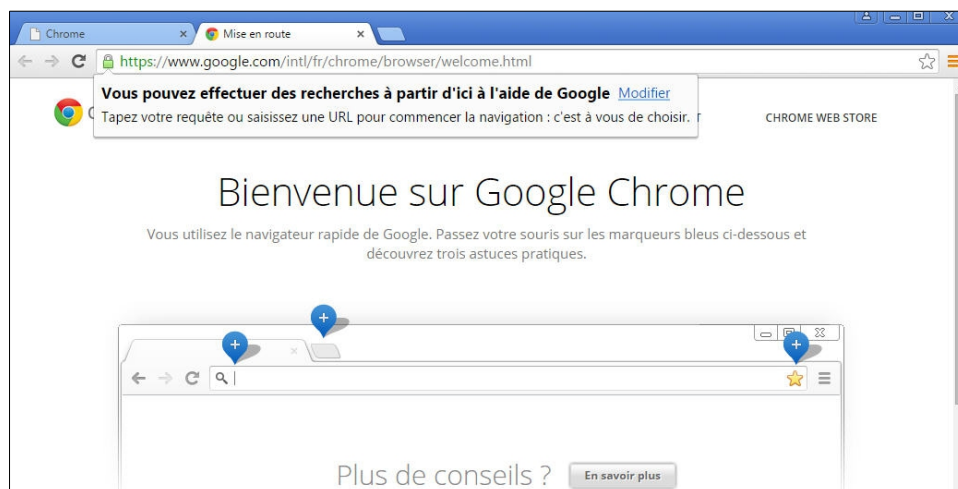 Chrome
Mise en route
https://www.google.com/intl/fr/chrome/browser/welcome.html
Vous pouvez effectuer des recherches à partir d'ici à l'aide de Google Modifier
Tapez votre requête ou saisissez une URL pour commencer la navigation : c'est à vous de choisir.
CHROME WEB STORE
Bienvenue sur Google Chrome
Vous utilisez le navigateur rapide de Google. Passez votre souris sur les marqueurs bleus ci-dessous et
découvrez trois astuces pratiques.
Plus de conseils ? En savoir plus